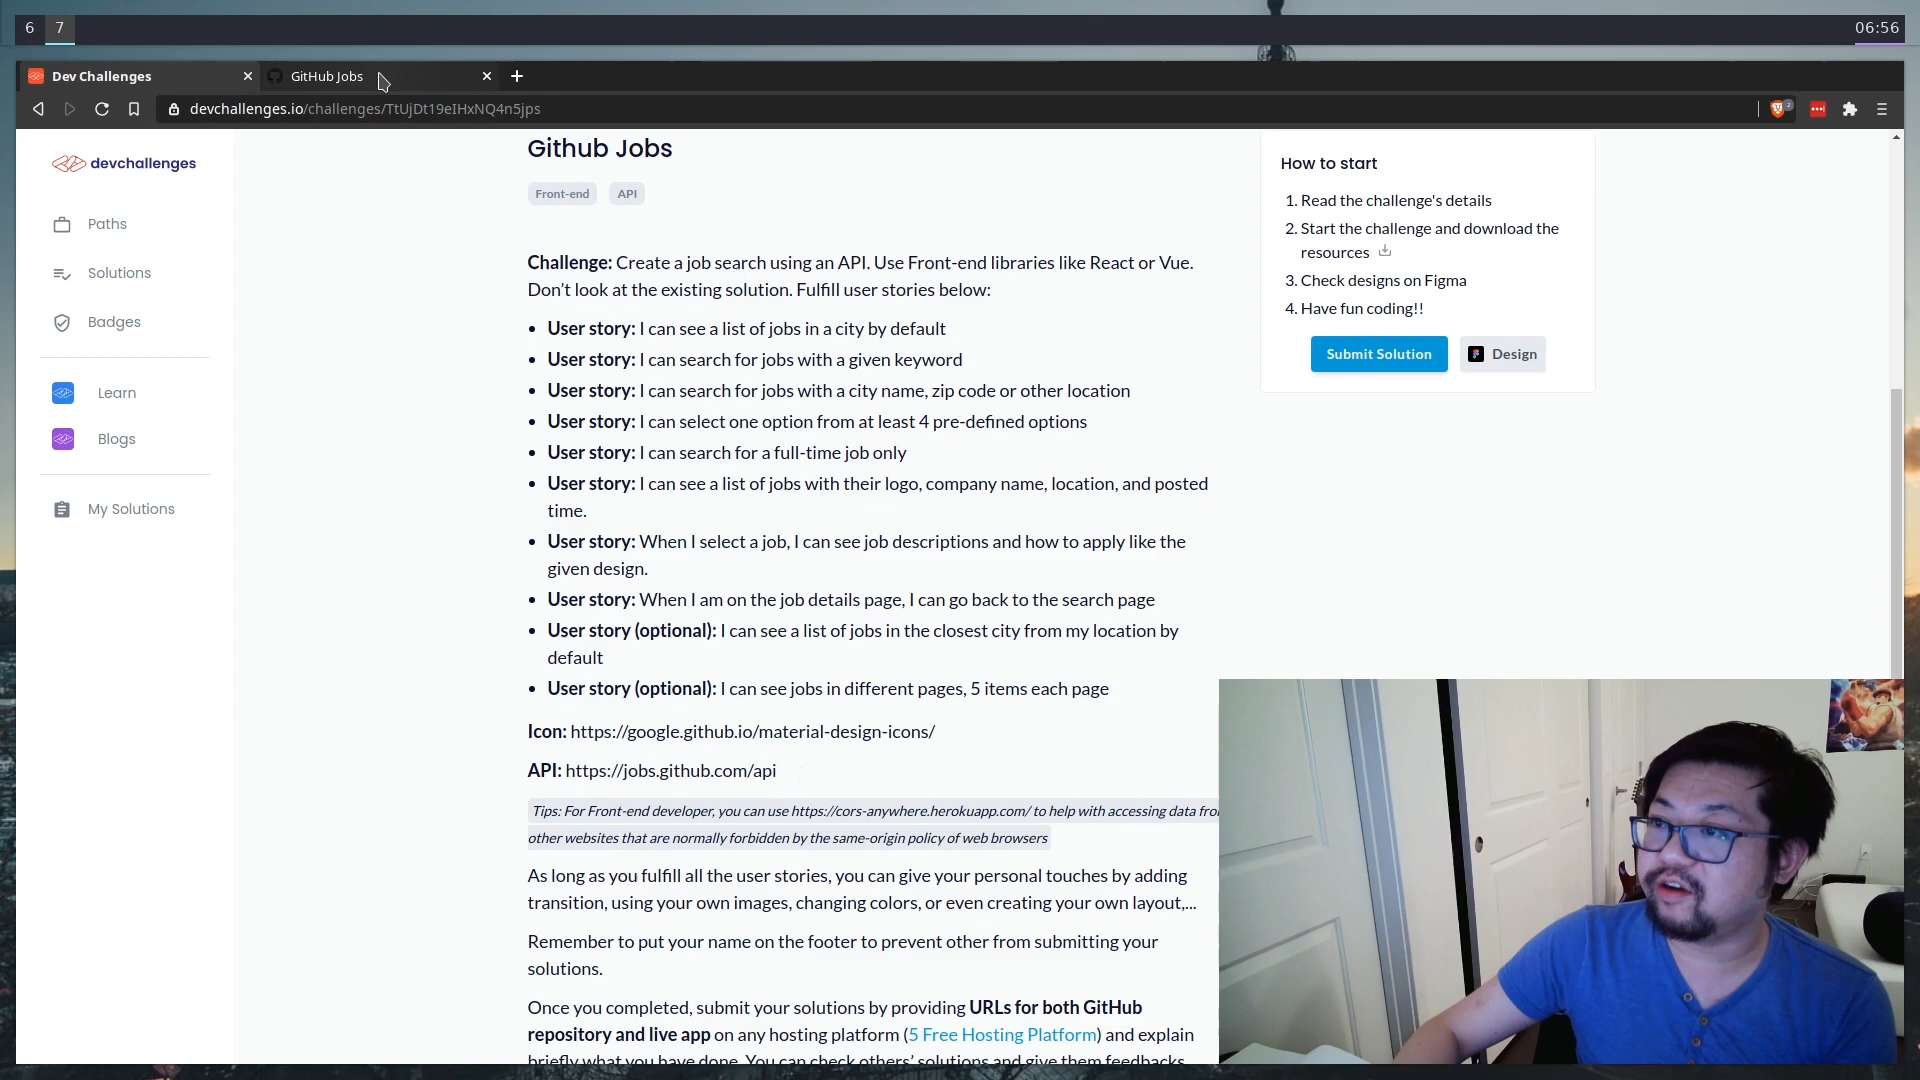 6 7 06:56
Dev Challenges GitHub Jobs
devchallenges.io/challenges/TtUjDt19eIHxNQ4n5jps 2
devchallenges
Paths
Solutions
Badges
Learn
Blogs
My Solutions
Github Jobs
Front-end API
Challenge: Create a job search using an API. Use Front-end libraries like React or Vue.
Don't look at the existing solution. Fulfill user stories below:
• User story: I can see a list of jobs in a city by default
• User story: I can search for jobs with a given keyword
• User story: I can search for jobs with a city name, zip code or other location
• User story: I can select one option from at least 4 pre-defined options
• User story: I can search for a full-time job only
• User story: I can see a list of jobs with their logo, company name, location, and posted
time.
• User story: When I select a job, I can see job descriptions and how to apply like the
given design.
• User story: When I am on the job details page, I can go back to the search page
• User story (optional): I can see a list of jobs in the closest city from my location by
default
• User story (optional): I can see jobs in different pages, 5 items each page
Icon: https://google.github.io/material-design-icons/
API: https://jobs.github.com/api
Tips: For Front-end developer, you can use https://cors-anywhere.herokuapp.com/ to help with accessing data
other websites that are normally forbidden by the same-origin policy of web browsers
As long as you fulfill all the user stories, you can give your personal touches by adding
transition, using your own images, changing colors, or even creating your own layout,...
Remember to put your name on the footer to prevent other from submitting your
solutions.
Once you completed, submit your solutions by providing URLs for both GitHub
repository and live app on any hosting platform (5 Free Hosting Platform) and explain
briefly what you have done. You can check others' solutions and give them feedbacks
How to start
1. Read the challenge's details
2. Start the challenge and download the
resources
3. Check designs on Figma
4. Have fun coding!!
Submit Solution Design